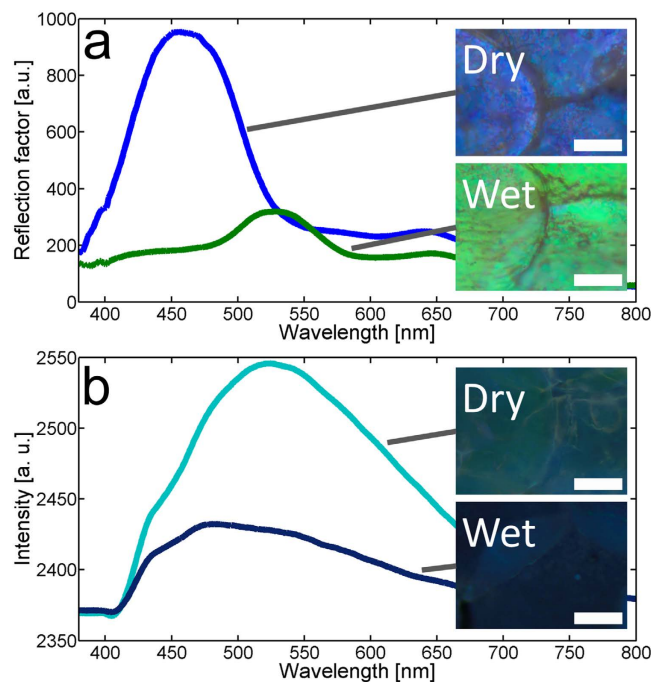 a
Reflection factor [a.u.]
1000
800
600
400
200
0
Dry
Wet
400 450 500 550 600 650 700 750 800
Wavelength [nm]
b
Intensity [a. u.]
2550
2500
2450
2400
2350
Dry
Wet
400 450 500 550 600 650 700 750 800
Wavelength [nm]